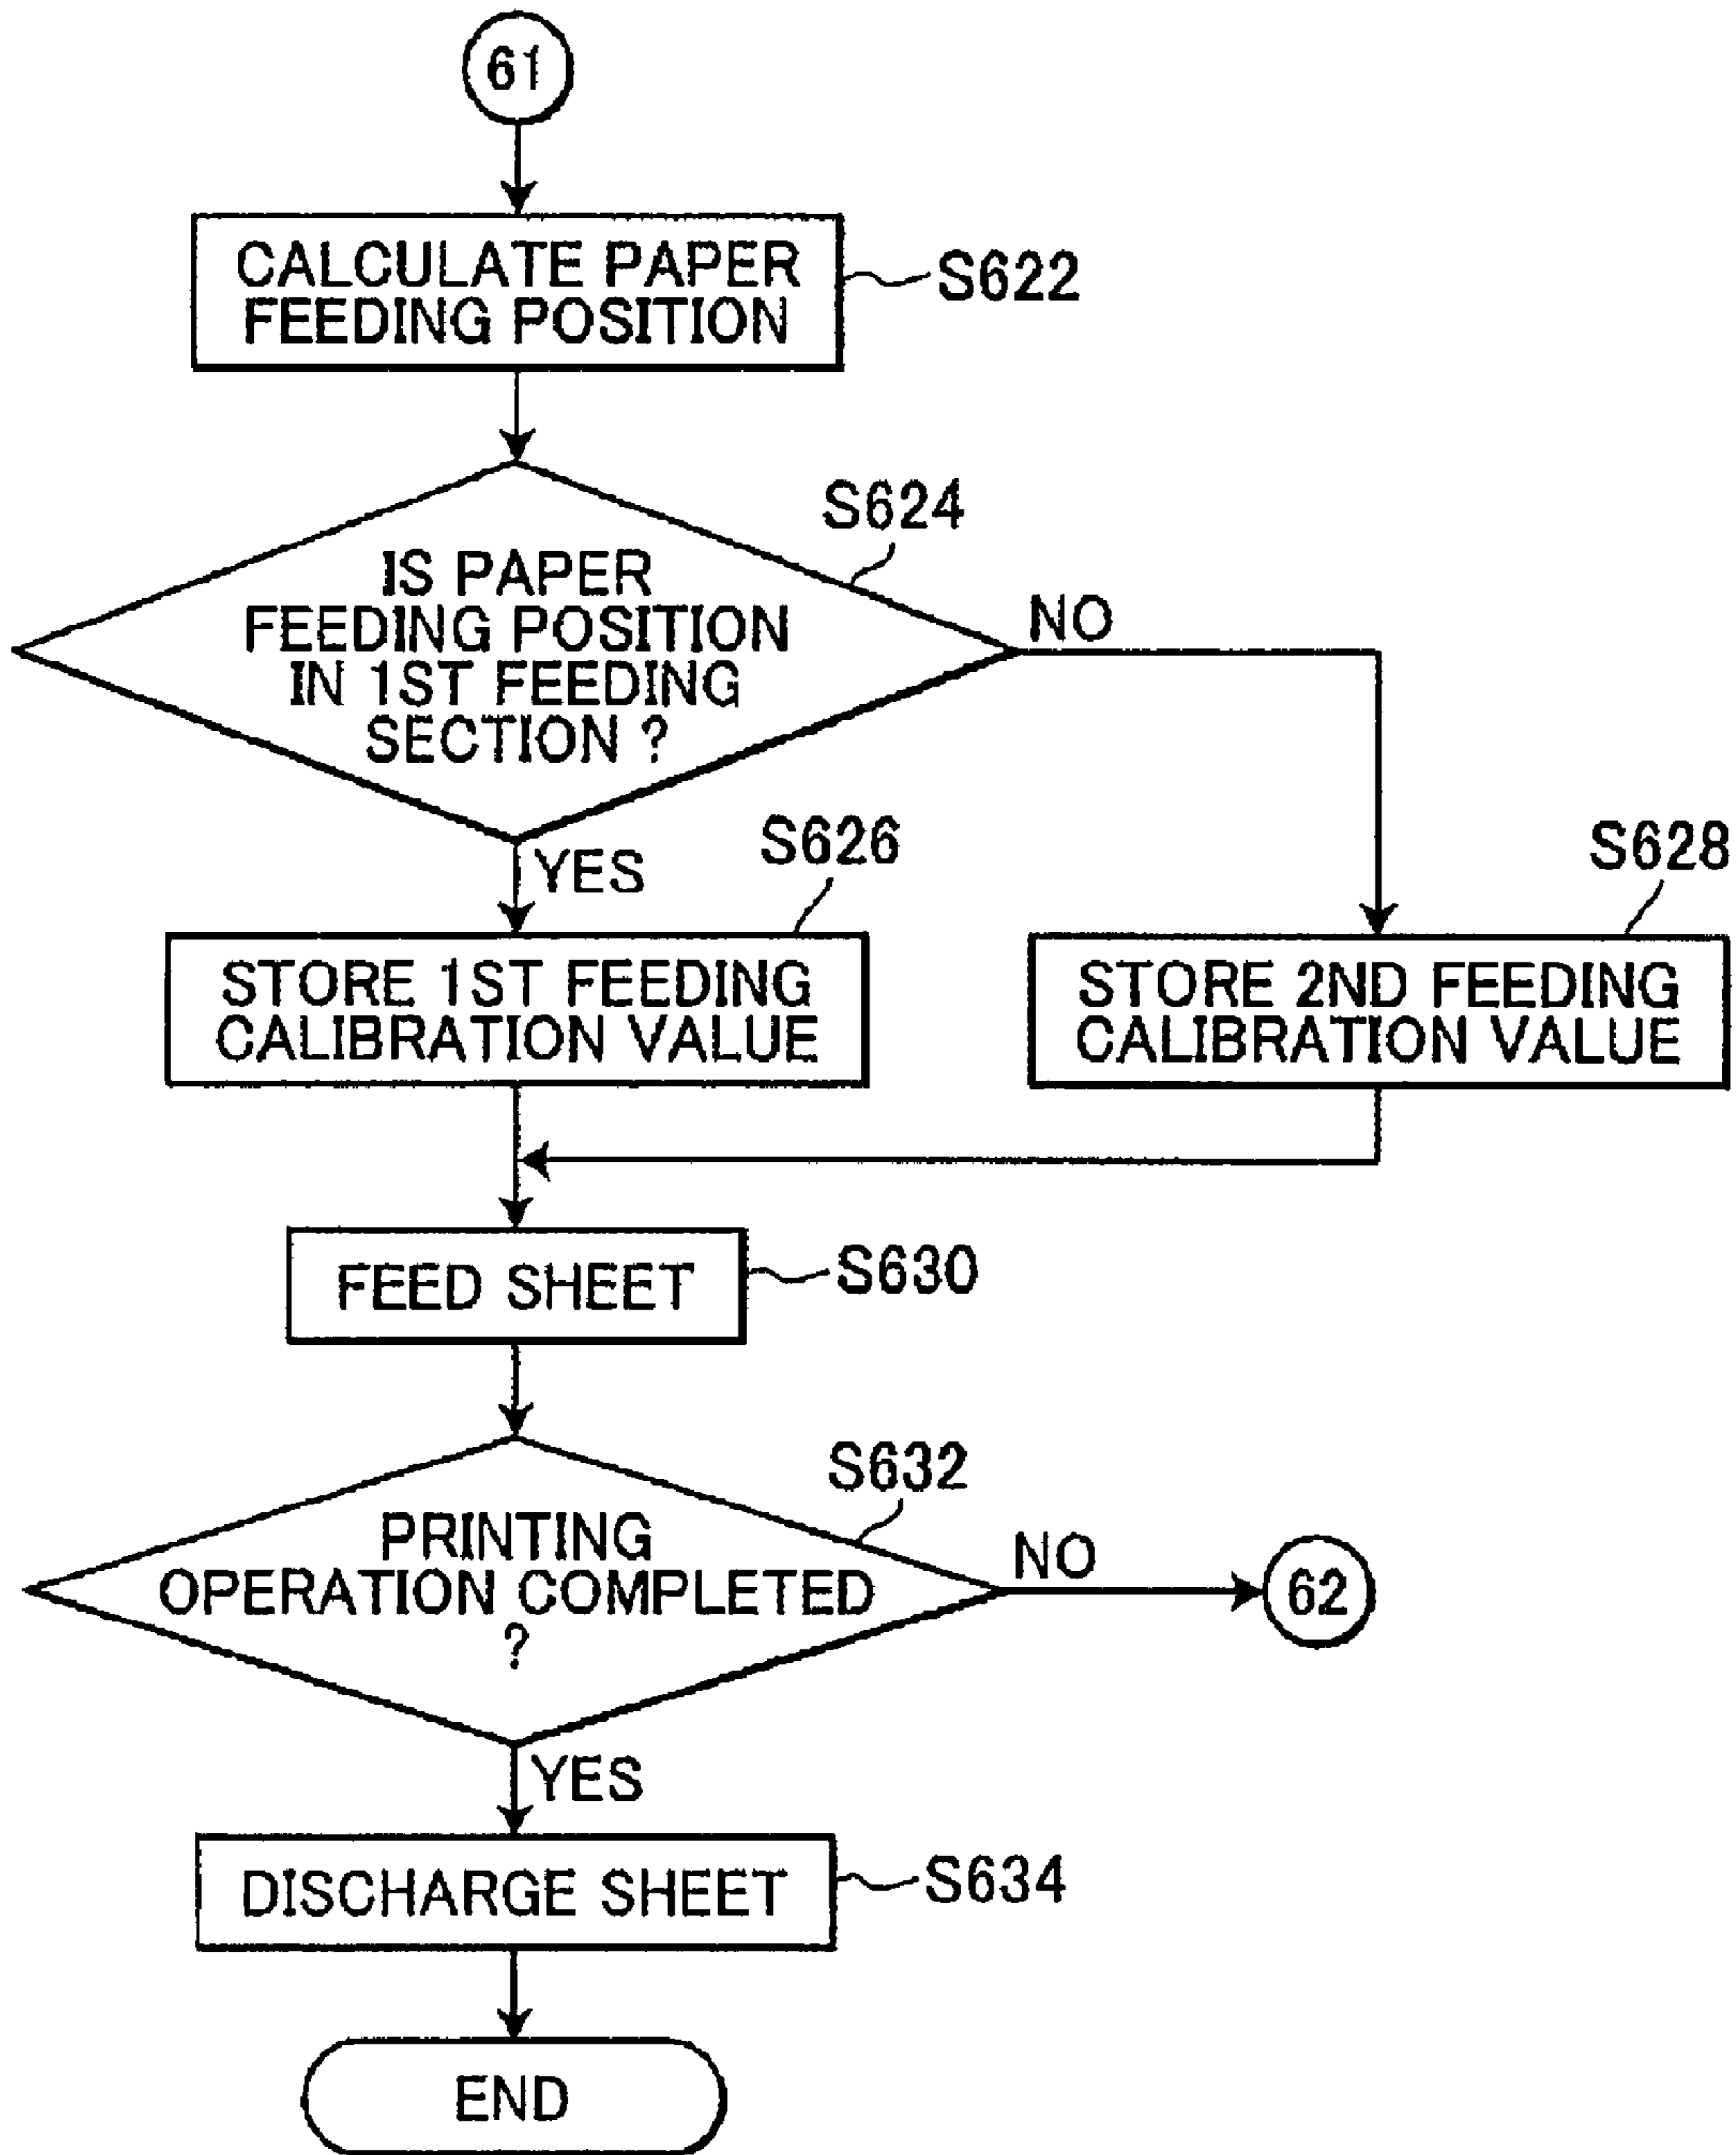 61
CALCULATE PAPER
FEEDING POSITION
S622
S624
IS PAPER
FEEDING POSITION
IN 1ST FEEDING
SECTION ?
NO
YES
S626
S628
STORE 1ST FEEDING
CALIBRATION VALUE
STORE 2ND FEEDING
CALIBRATION VALUE
FEED SHEET
S630
S632
PRINTING
OPERATION COMPLETED
?
NO
62
YES
DISCHARGE SHEET
S634
END